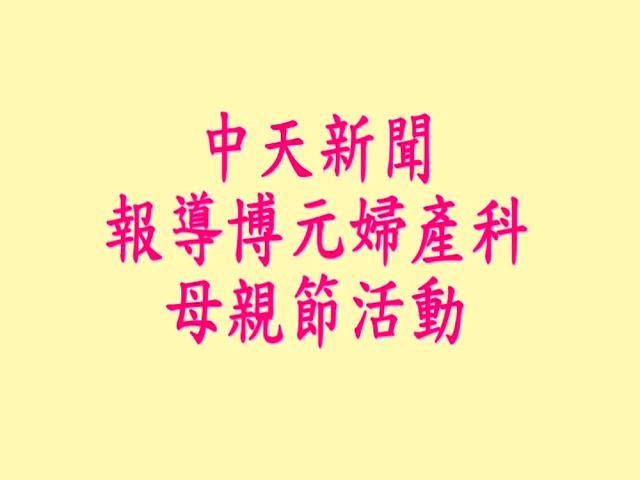 中天新聞
報導博元婦產科
母親節活動